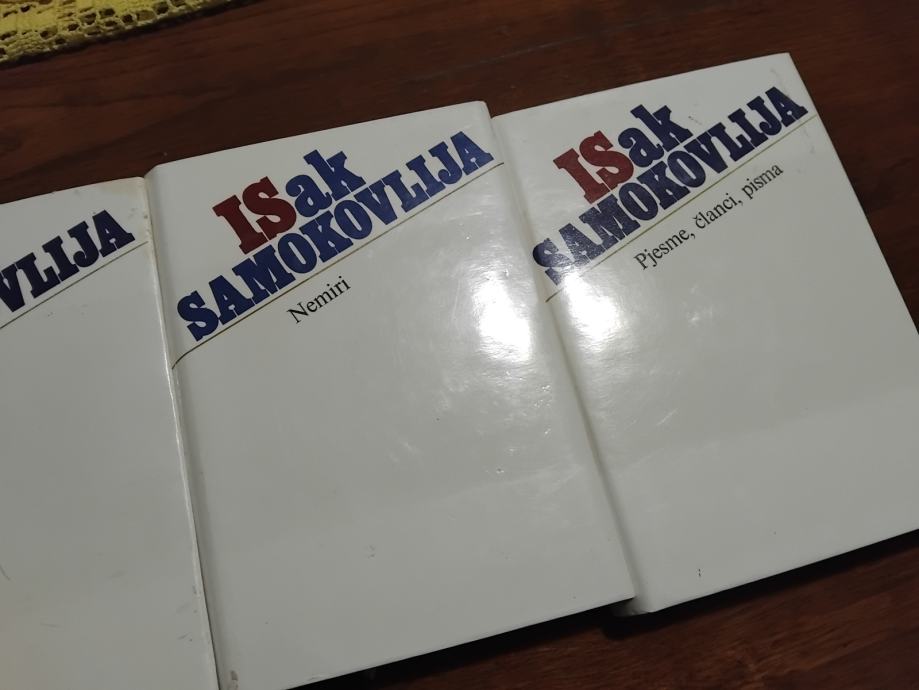 VLIJA
ISak
SAMOKOVLIJA
Nemiri
ISak
SAMOKOVLIJA
Pjesme, članci, pisma